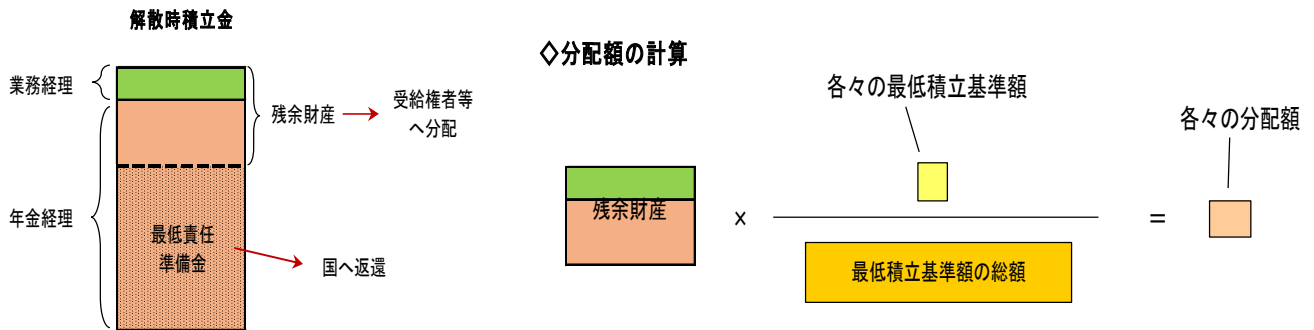 解散時積立金
業務経理
年金経理
残余財産
受給権者等
へ分配
最低責任
準備金
国へ返還
◇分配額の計算
残余財産
×
各々の最低積立基準額
最低積立基準額の総額
=
各々の分配額